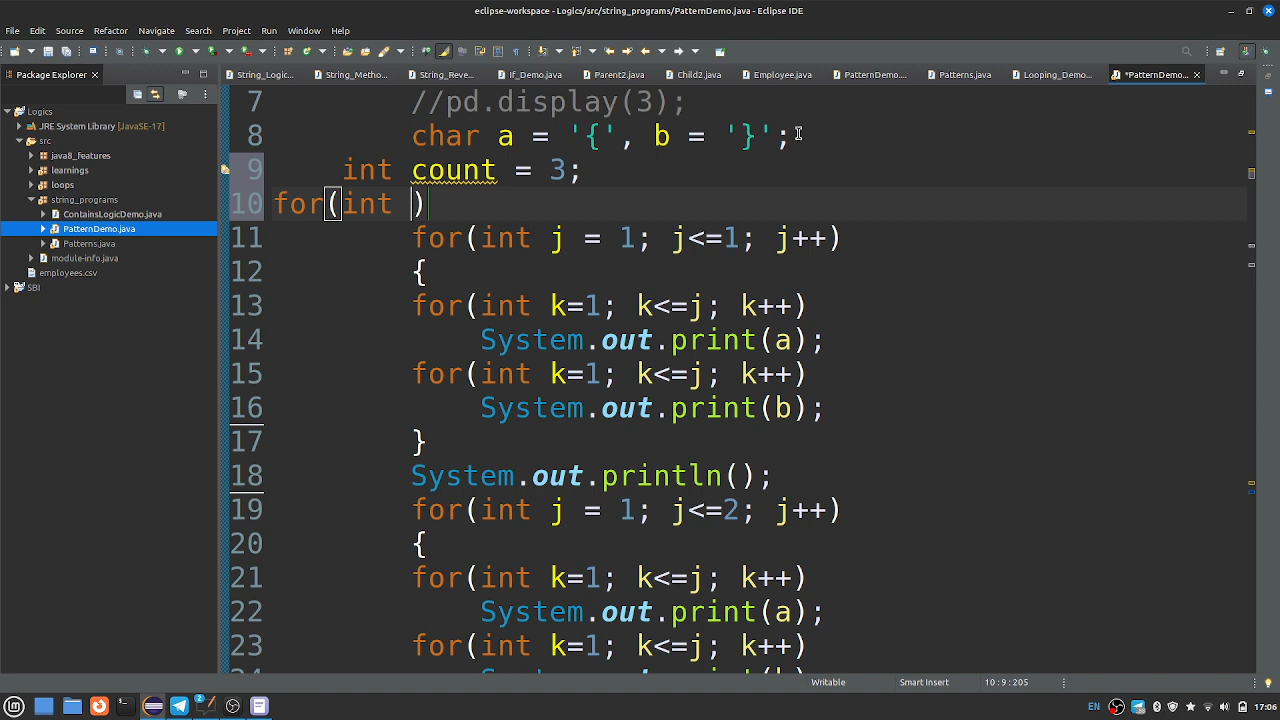 eclipse-workspace - Logics/src/string_programs/PatternDemo.java - Eclipse IDE
File Edit Source Refactor Navigate Search Project Run Window Help
Package Explorer
String_Logic...
String_Metho...
String_Reve...
If_Demo.java
Parent2.java
Child2.java
Employee.java
PatternDemo....
Patterns.java
Looping_Demo...
*PatternDemo...
Logics
JRE System Library [JavaSE-17]
src
java8_features
learnings
loops
string_programs
ContainsLogicDemo.java
PatternDemo.java
Patterns.java
module-info.java
employees.csv
SBI
7 //pd.display(3);
8 char a = '{', b = '}';
9 int count = 3;
10 for(int )
11 for(int j = 1; j<=1; j++)
12 {
13 for(int k=1; k<=j; k++)
14 System.out.print(a);
15 for(int k=1; k<=j; k++)
16 System.out.print(b);
17 }
18 System.out.println();
19 for(int j = 1; j<=2; j++)
20 {
21 for(int k=1; k<=j; k++)
22 System.out.print(a);
23 for(int k=1; k<=j; k++)
Writable Smart Insert 10 : 9 : 205
2 EN 17:06